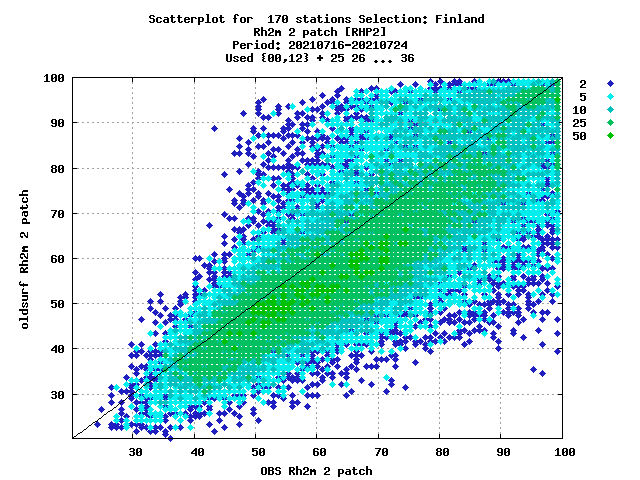 Scatterplot for  170 stations Selection: Finland
Rh2m 2 patch [RHP2]
Period: 20210716-20210724
Used {00,12} + 25 26 ... 36
100
90
80
70
60
50
40
30
oldsurf Rh2m 2 patch
30 40 50 60 70 80 90 100
OBS Rh2m 2 patch
2
5
10
25
50